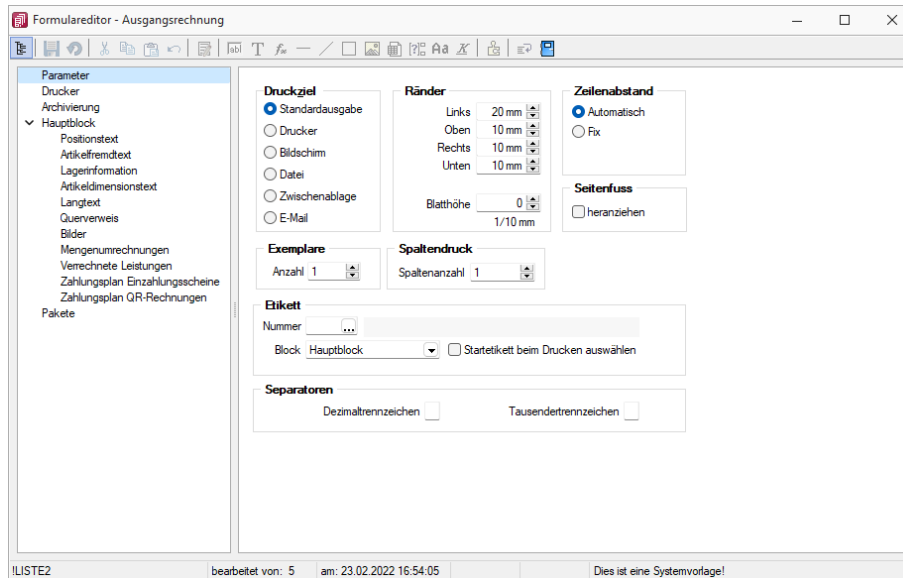 Formulareditor - Ausgangsrechnung
Parameter
Drucker
Archivierung
Hauptblock
Positionstext
Artikelfremdtext
Lagerinformation
Artikeldimensionstext
Langtext
Querverweis
Bilder
Mengenumrechnungen
Verrechnete Leistungen
Zahlungsplan Einzahlungsscheine
Zahlungsplan QR-Rechnungen
Pakete
Druckziel
Standardausgabe
Drucker
Bildschirm
Datei
Zwischenablage
E-Mail
Ränder
Links 20 mm
Oben 10 mm
Rechts 10 mm
Unten 10 mm
Blatthöhe 0
1/10 mm
Zeilenabstand
Automatisch
Fix
Seitenfuss
heranziehen
Exemplare
Anzahl 1
Spaltendruck
Spaltenanzahl 1
Etikett
Nummer ...
Block Hauptblock Startetikett beim Drucken auswählen
Separatoren
Dezimaltrennzeichen Tausendertrennzeichen
!LISTE2 bearbeitet von: 5 am: 23.02.2022 16:54:05 Dies ist eine Systemvorlage!